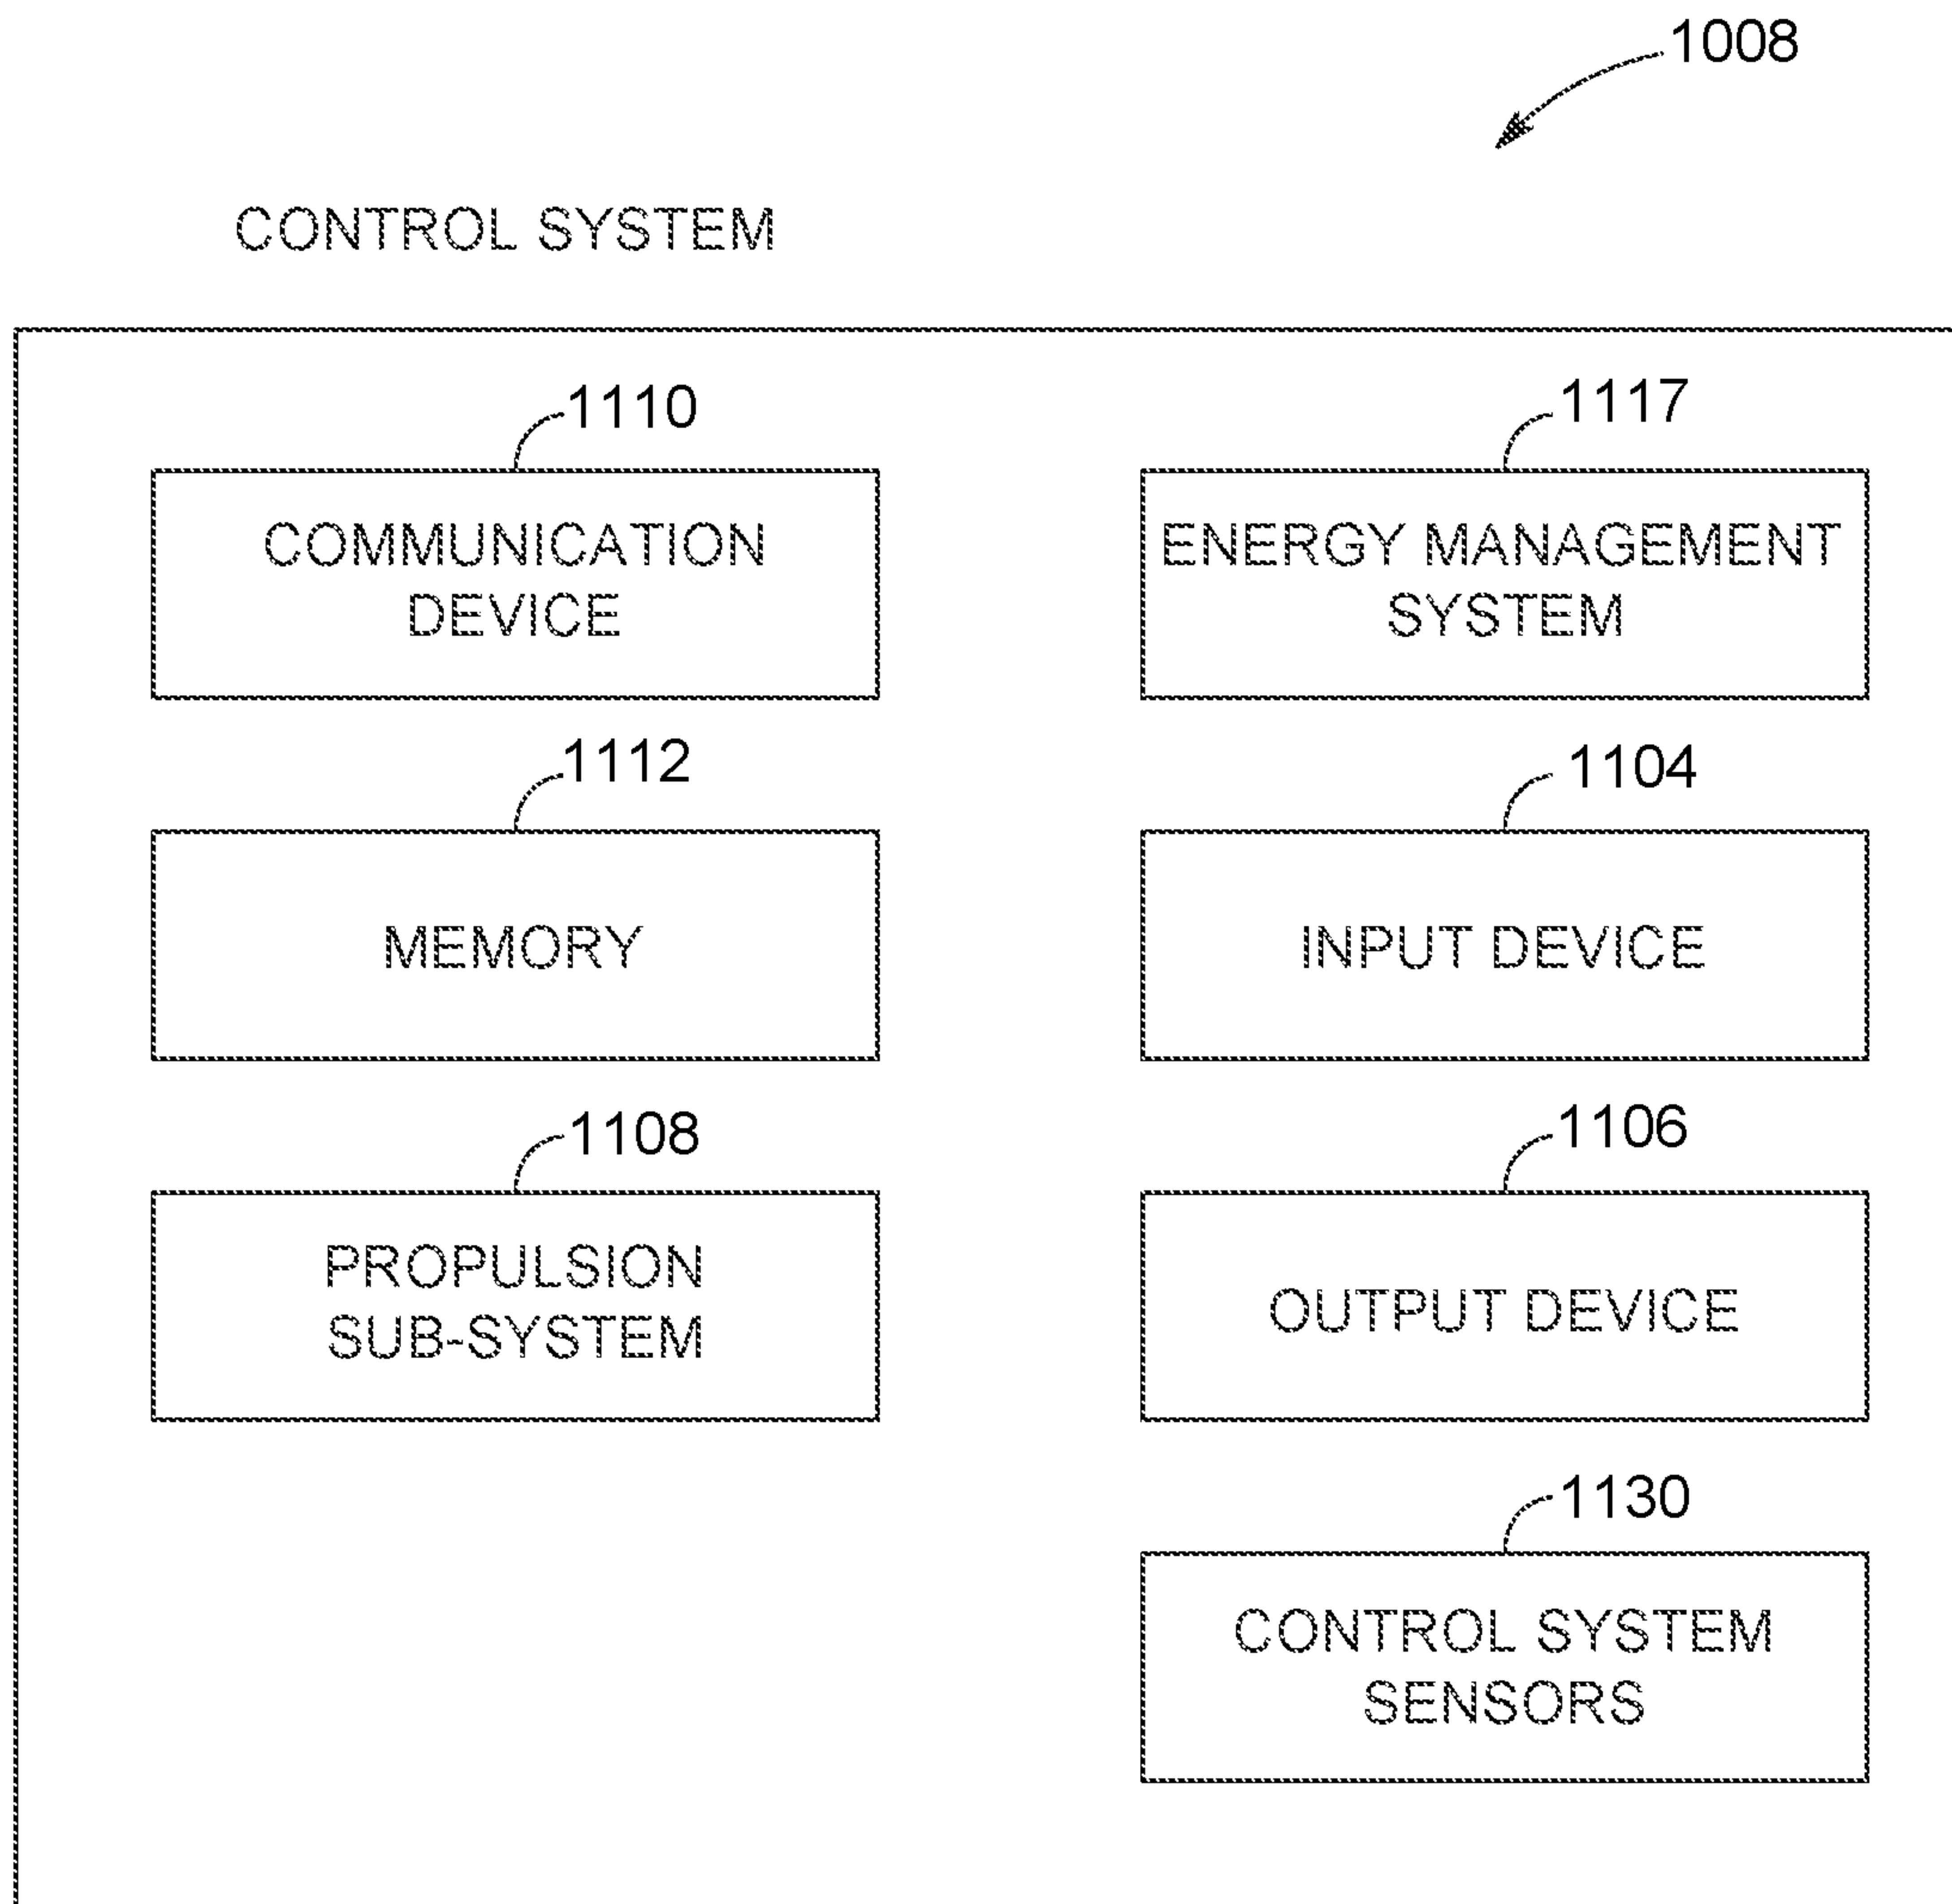 1008
CONTROL SYSTEM
1110
COMMUNICATION
DEVICE
1117
ENERGY MANAGEMENT
SYSTEM
1112
MEMORY
1104
INPUT DEVICE
1108
PROPULSION
SUB-SYSTEM
1106
OUTPUT DEVICE
1130
CONTROL SYSTEM
SENSORS